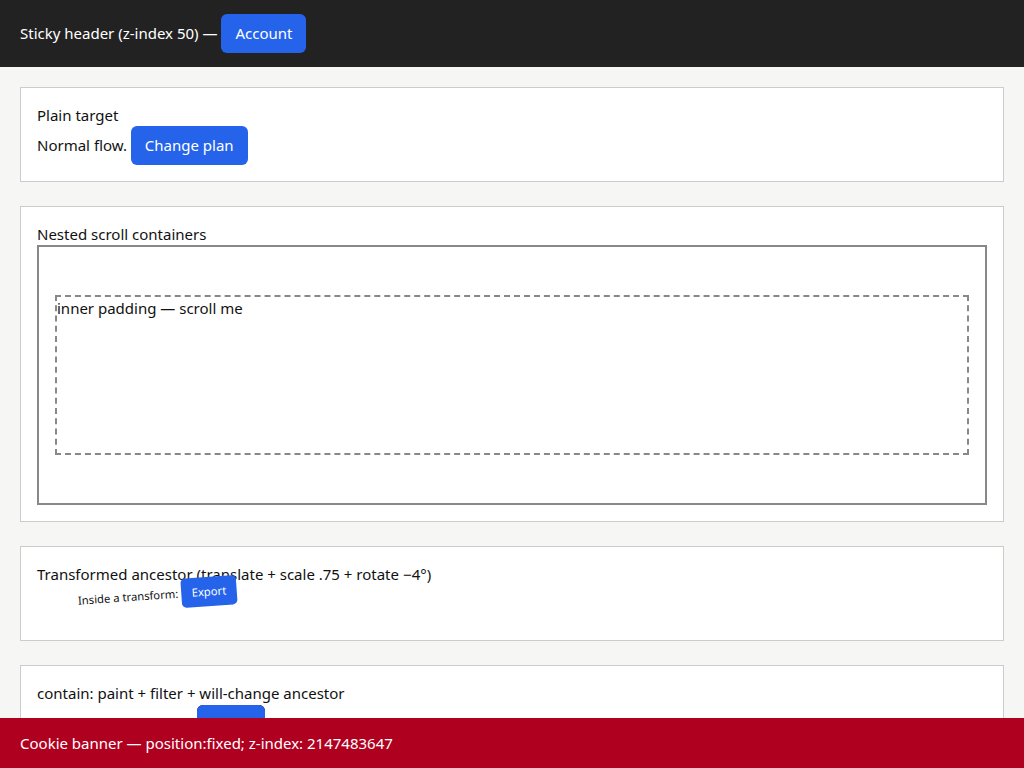 Sticky header (z-index 50) — Account
Plain target
Normal flow. Change plan
Nested scroll containers
inner padding — scroll me
Transformed ancestor (translate + scale .75 + rotate −4°)
Inside a transform: Export
contain: paint + filter + will-change ancestor
Cookie banner — position:fixed; z-index: 2147483647